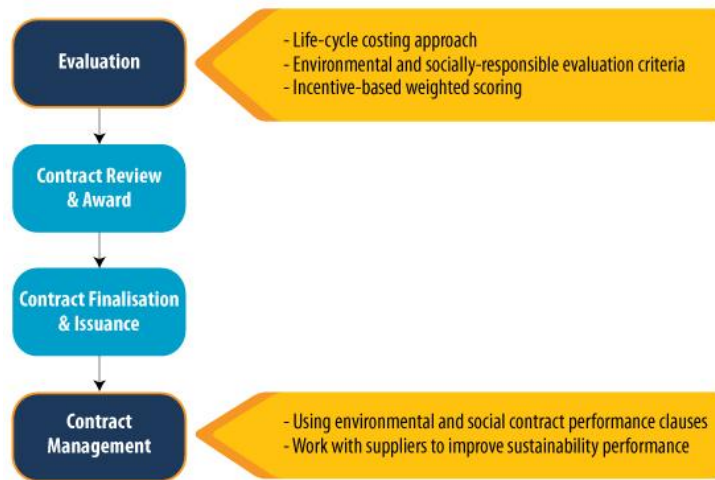 Evaluation
- Life-cycle costing approach
- Environmental and socially-responsible evaluation criteria
- Incentive-based weighted scoring
Contract Review
& Award
Contract Finalisation
& Issuance
Contract
Management
- Using environmental and social contract performance clauses
- Work with suppliers to improve sustainability performance